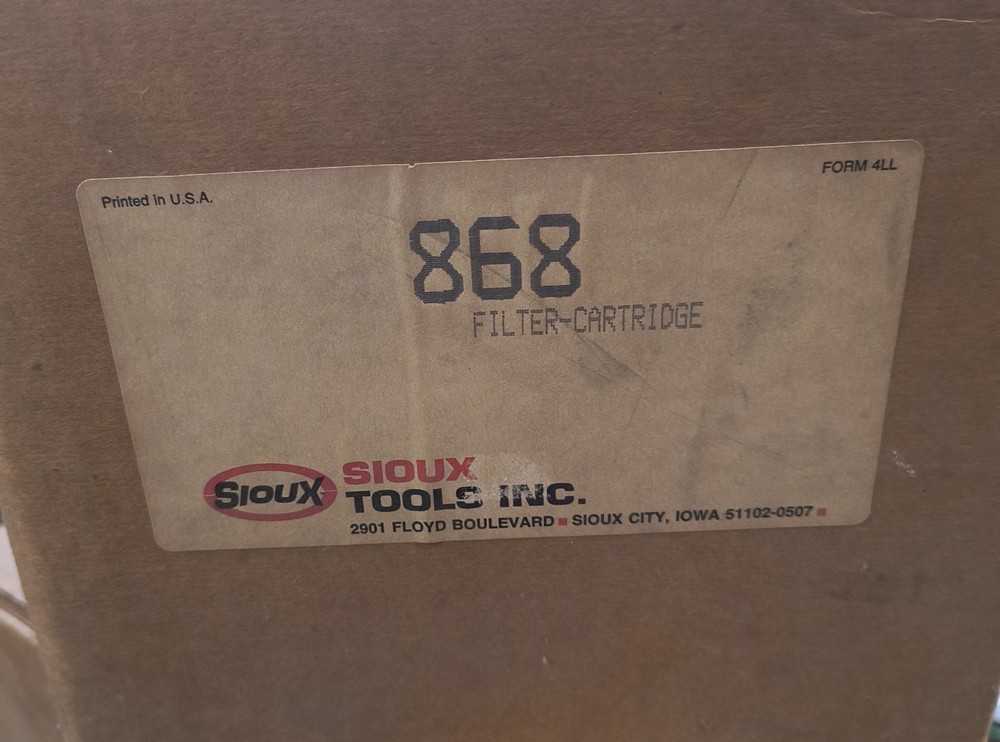 Printed in U.S.A.
FORM 4LL
868
FILTER-CARTRIDGE
SIOUX
SIOUX
TOOLS INC.
2901 FLOYD BOULEVARD ■ SIOUX CITY, IOWA 51102-0507 ■